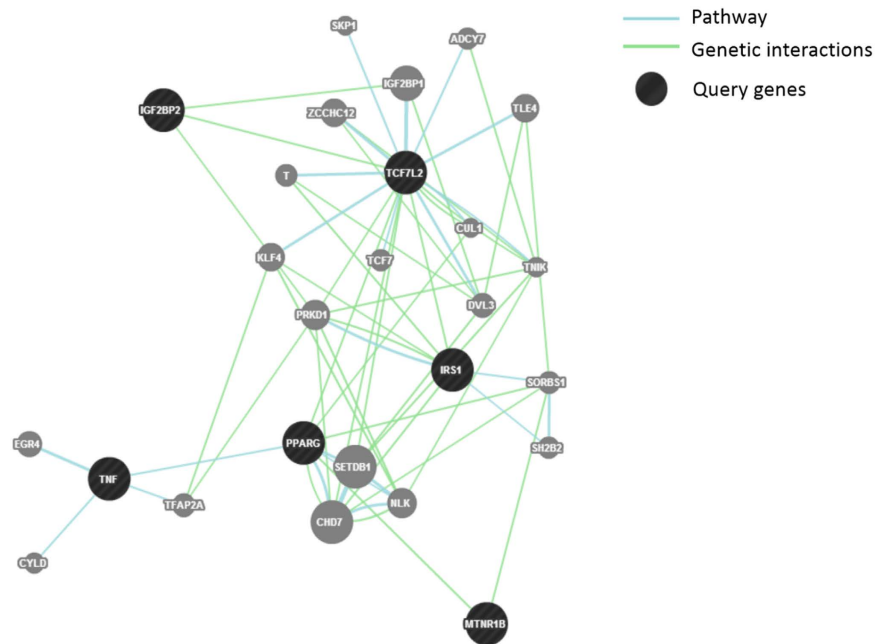 SKP1
ADCY7
Pathway
Genetic interactions
IGF2BP1
Query genes
IGF2BP2
ZCCHC12
TLE4
TCF7L2
T
CUL1
KLF4
TCF7
TNIK
DVL3
PRKD1
IRS1
SORBS1
EGR4
PPARG
SH2B2
SETDB1
TNF
TFAP2A
NLK
CHD7
CYLD
MTNR1B